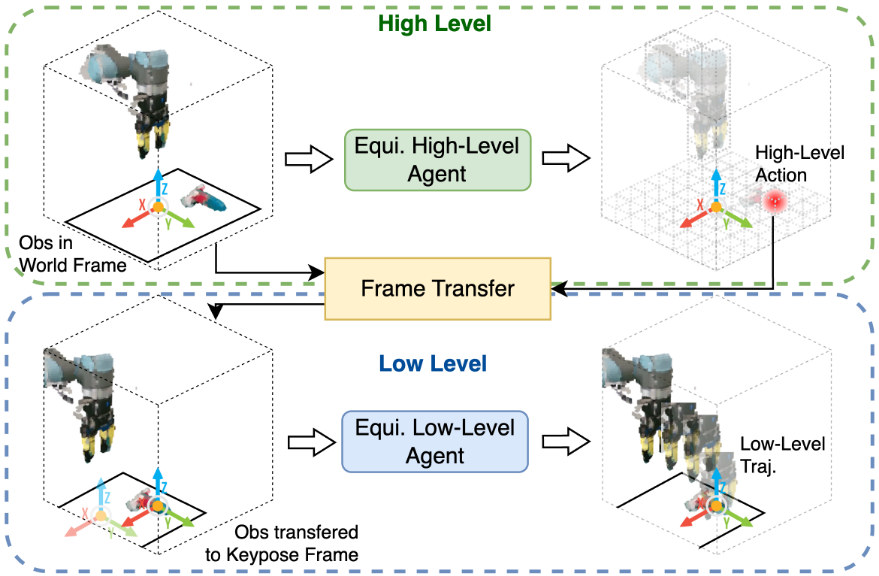 High Level
Z
X
Y
Obs in
World Frame
Equi. High-Level
Agent
High-Level
Action
Z
X
Y
Frame Transfer
Low Level
Z
X
Y
Z
X
Y
Obs transfered
to Keypose Frame
Equi. Low-Level
Agent
Low-Level
Traj.
Z
X
Y